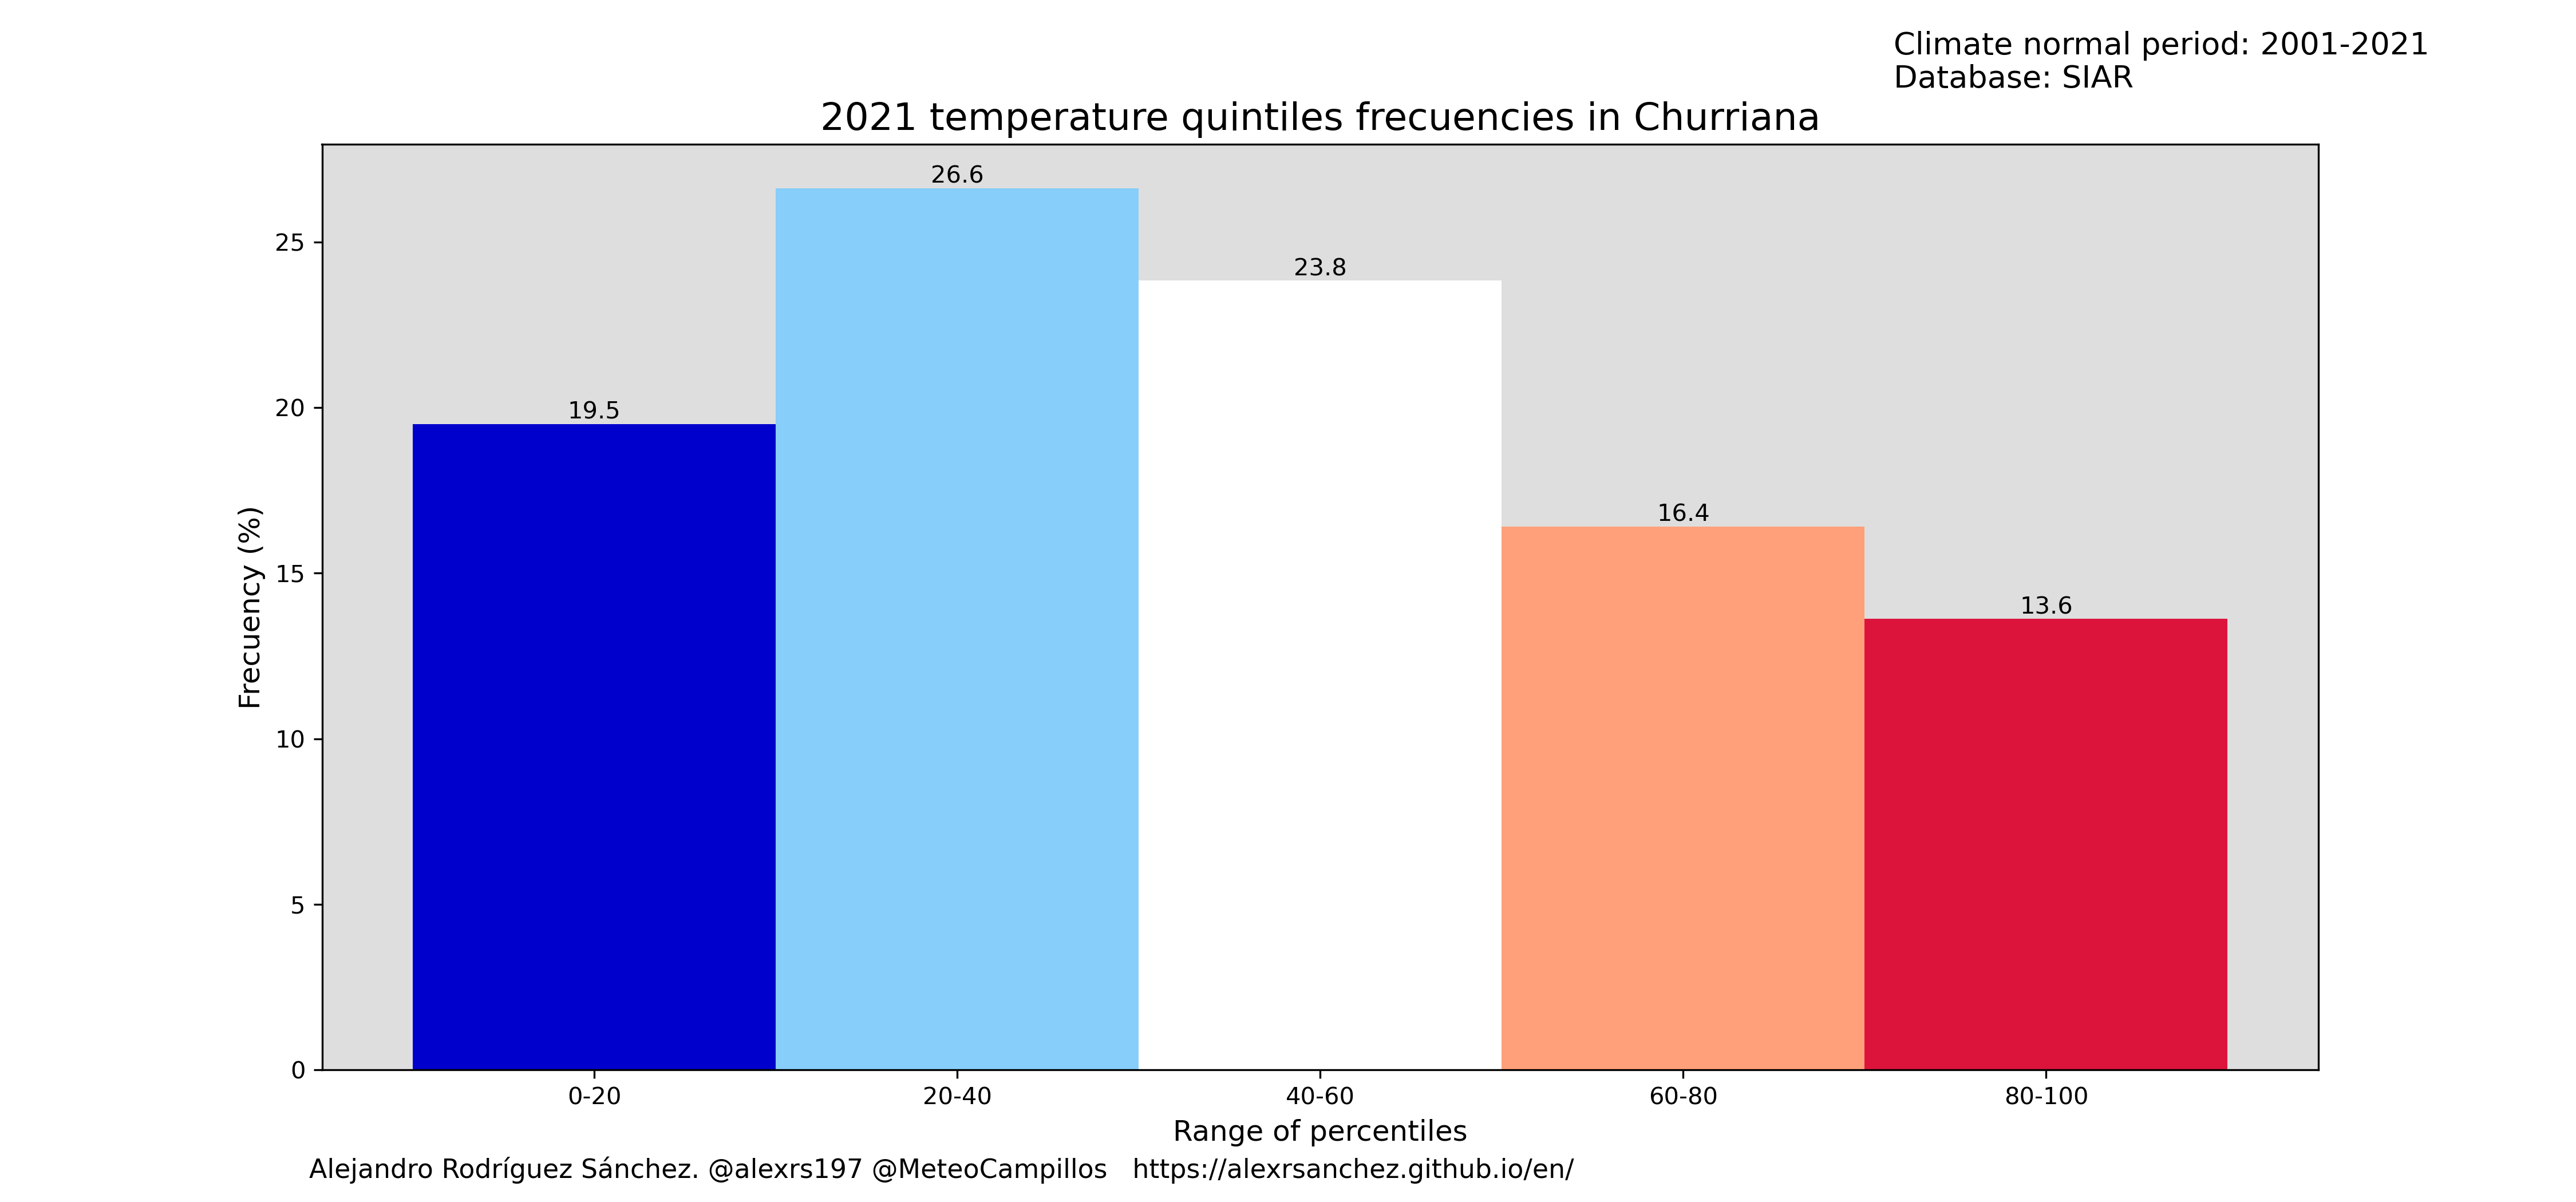 Climate normal period: 2001-2021
Database: SIAR
2021 temperature quintiles frecuencies in Churriana
Frecuency (%)
25
20
15
10
5
0
19.5
26.6
23.8
16.4
13.6
0-20
20-40
40-60
60-80
80-100
Range of percentiles
Alejandro Rodríguez Sánchez. @alexrs197 @MeteoCampillos   https://alexrsanchez.github.io/en/